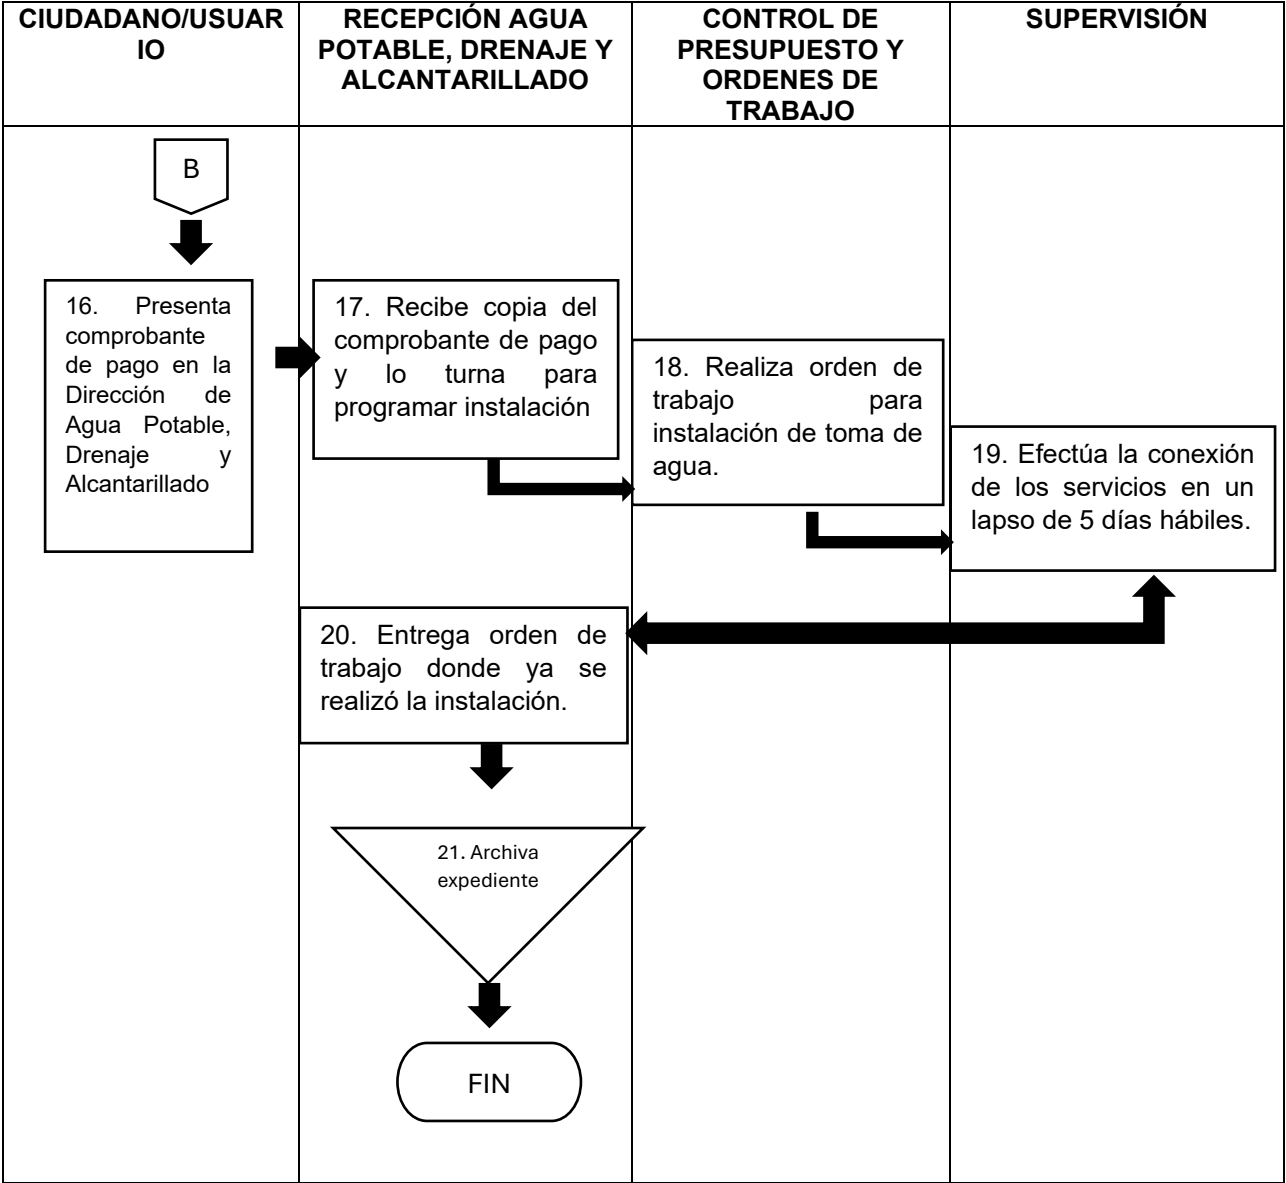 CIUDADANO/USUAR
IO
RECEPCIÓN AGUA
POTABLE, DRENAJE Y
ALCANTARILLADO
CONTROL DE
PRESUPUESTO Y
ORDENES DE
TRABAJO
SUPERVISIÓN
B
16. Presenta
comprobante
de pago en la
Dirección de
Agua Potable,
Drenaje y
Alcantarillado
17. Recibe copia del
comprobante de pago
y lo turna para
programar instalación
18. Realiza orden de
trabajo para
instalación de toma de
agua.
19. Efectúa la conexión
de los servicios en un
lapso de 5 días hábiles.
20. Entrega orden de
trabajo donde ya se
realizó la instalación.
21. Archiva
expediente
FIN